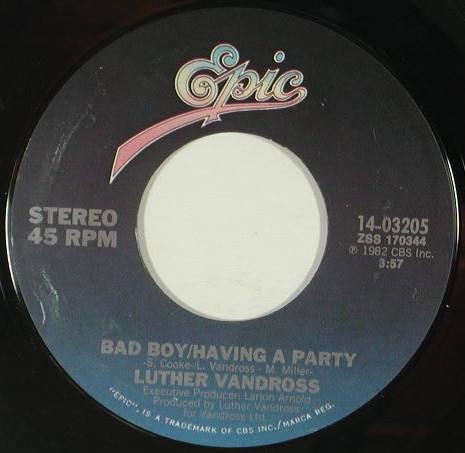 Epic
STEREO
45 RPM
14-03205
ZSS 170344
℗ 1982 CBS Inc.
3:57
BAD BOY/HAVING A PARTY
-S. Cooke-/L. Vandross - M. Miller-
LUTHER VANDROSS
Executive Producer: Larkin Arnold
Produced by Luther Vandross
for Vandross Ltd.
"EPIC", IS A TRADEMARK OF CBS INC./MARCA REG.